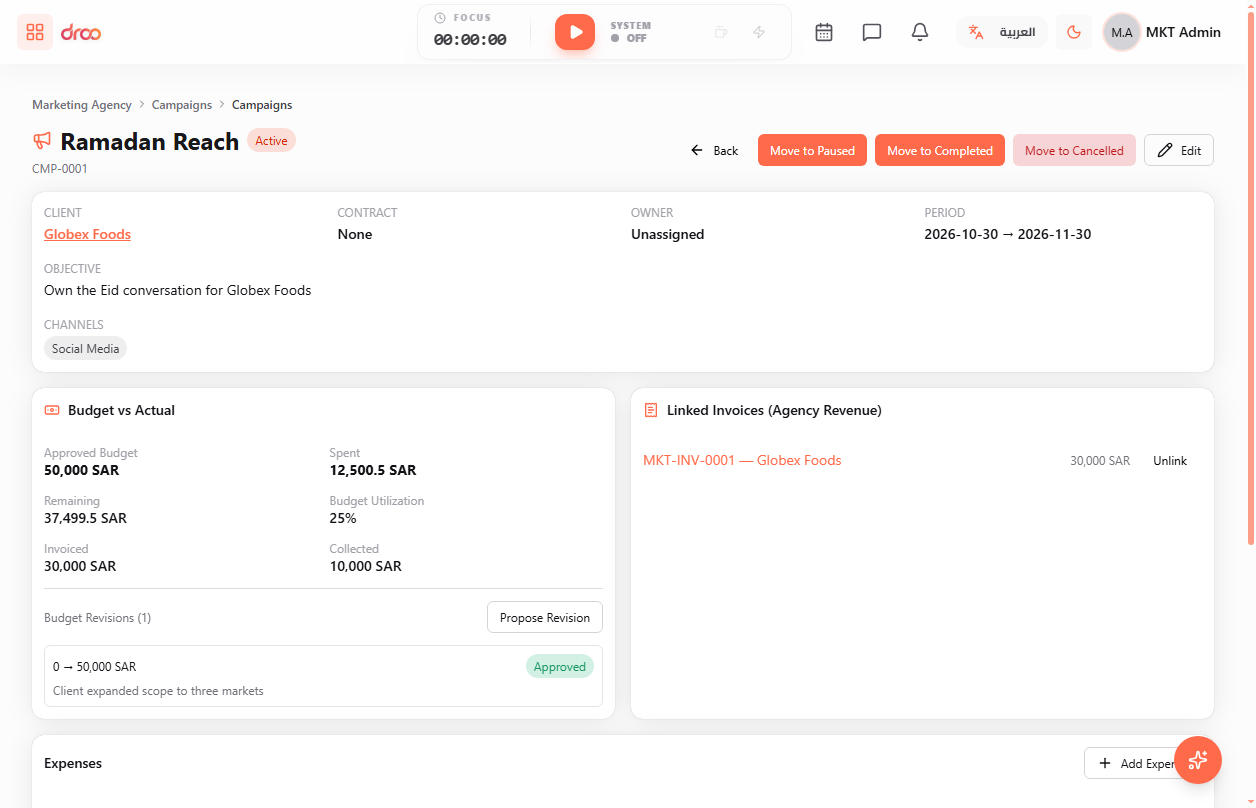 droo
FOCUS
00:00:00
SYSTEM
OFF
العربية
M.A
MKT Admin
Marketing Agency > Campaigns > Campaigns
Ramadan Reach
Active
CMP-0001
Back
Move to Paused
Move to Completed
Move to Cancelled
Edit
CLIENT
Globex Foods
CONTRACT
None
OWNER
Unassigned
PERIOD
2026-10-30 → 2026-11-30
OBJECTIVE
Own the Eid conversation for Globex Foods
CHANNELS
Social Media
Budget vs Actual
Approved Budget
50,000 SAR
Spent
12,500.5 SAR
Remaining
37,499.5 SAR
Budget Utilization
25%
Invoiced
30,000 SAR
Collected
10,000 SAR
Budget Revisions (1)
Propose Revision
0 → 50,000 SAR
Approved
Client expanded scope to three markets
Linked Invoices (Agency Revenue)
MKT-INV-0001 — Globex Foods
30,000 SAR
Unlink
Expenses
Add